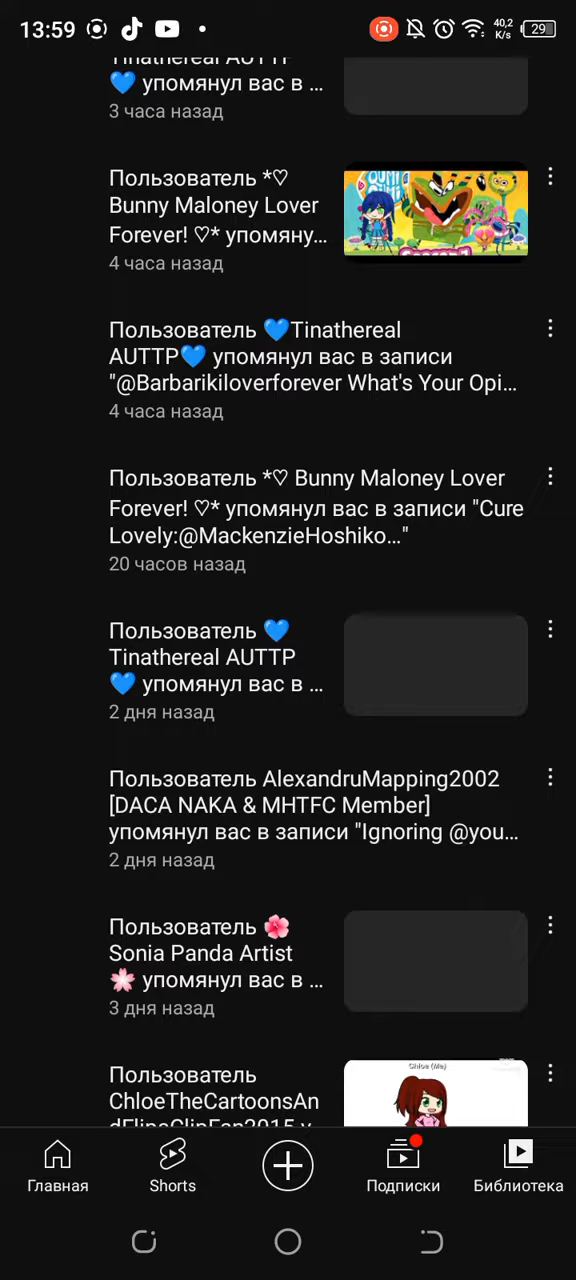 13:59
40,2
K/s
29
Tinathereal AUTTP
💙 упомянул вас в ...
3 часа назад
Пользователь *♡
Bunny Maloney Lover
Forever! ♡* упомяну...
4 часа назад
Пользователь 💙Tinathereal
AUTTP💙 упомянул вас в записи
"@Barbarikiloverforever What's Your Opi...
4 часа назад
Пользователь *♡ Bunny Maloney Lover
Forever! ♡* упомянул вас в записи "Cure
Lovely:@MackenzieHoshiko..."
20 часов назад
Пользователь 💙
Tinathereal AUTTP
💙 упомянул вас в ...
2 дня назад
Пользователь AlexandruMapping2002
[DACA NAKA & MHTFC Member]
упомянул вас в записи "Ignoring @you...
2 дня назад
Пользователь 🌺
Sonia Panda Artist
🌸 упомянул вас в ...
3 дня назад
Chloe (Me)
Пользователь
ChloeTheCartoonsAn
dFlipaClipFan2015 у
Главная
Shorts
Подписки
Библиотека